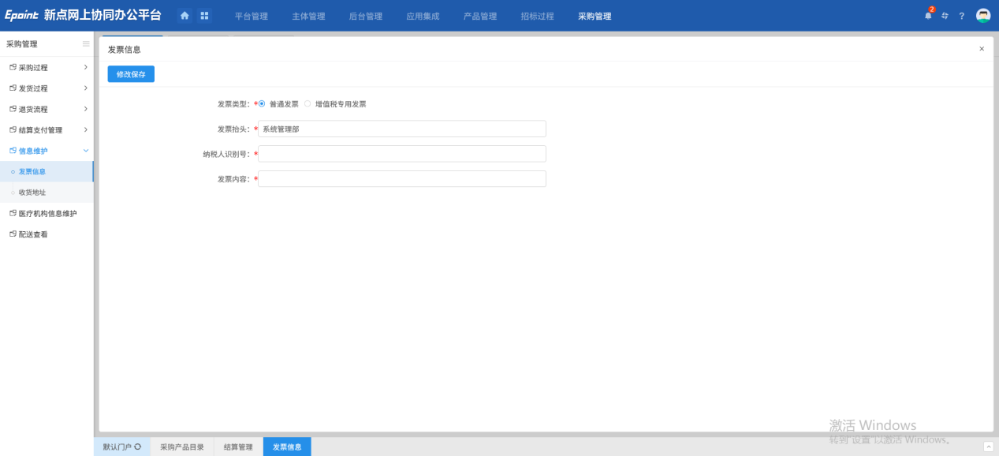 Epoint 新点网上协同办公平台 平台管理 主体管理 后台管理 应用集成 产品管理 招标过程 采购管理 2 ?
采购管理
采购过程
发货过程
退货流程
结算支付管理
信息维护
发票信息
收货地址
医疗机构信息维护
配送查看
发票信息 ×
修改保存
发票类型：* 普通发票 增值税专用发票
发票抬头：* 系统管理部
纳税人识别号：*
发票内容：*
激活 Windows
转到"设置"以激活 Windows。
默认门户 采购产品目录 结算管理 发票信息